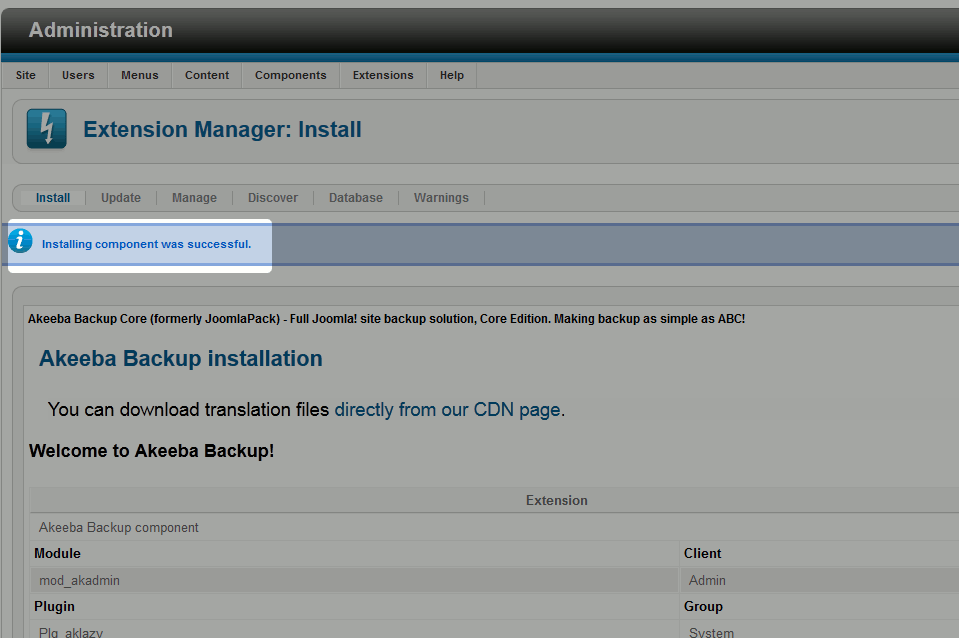 Administration
Site Users Menus Content Components Extensions Help
Extension Manager: Install
Install Update Manage Discover Database Warnings
Installing component was successful.
Akeeba Backup Core (formerly JoomlaPack) - Full Joomla! site backup solution, Core Edition. Making backup as simple as ABC!
Akeeba Backup installation
You can download translation files directly from our CDN page.
Welcome to Akeeba Backup!
Extension
Akeeba Backup component
Module Client
mod_akadmin Admin
Plugin Group
Plg_aklazy System